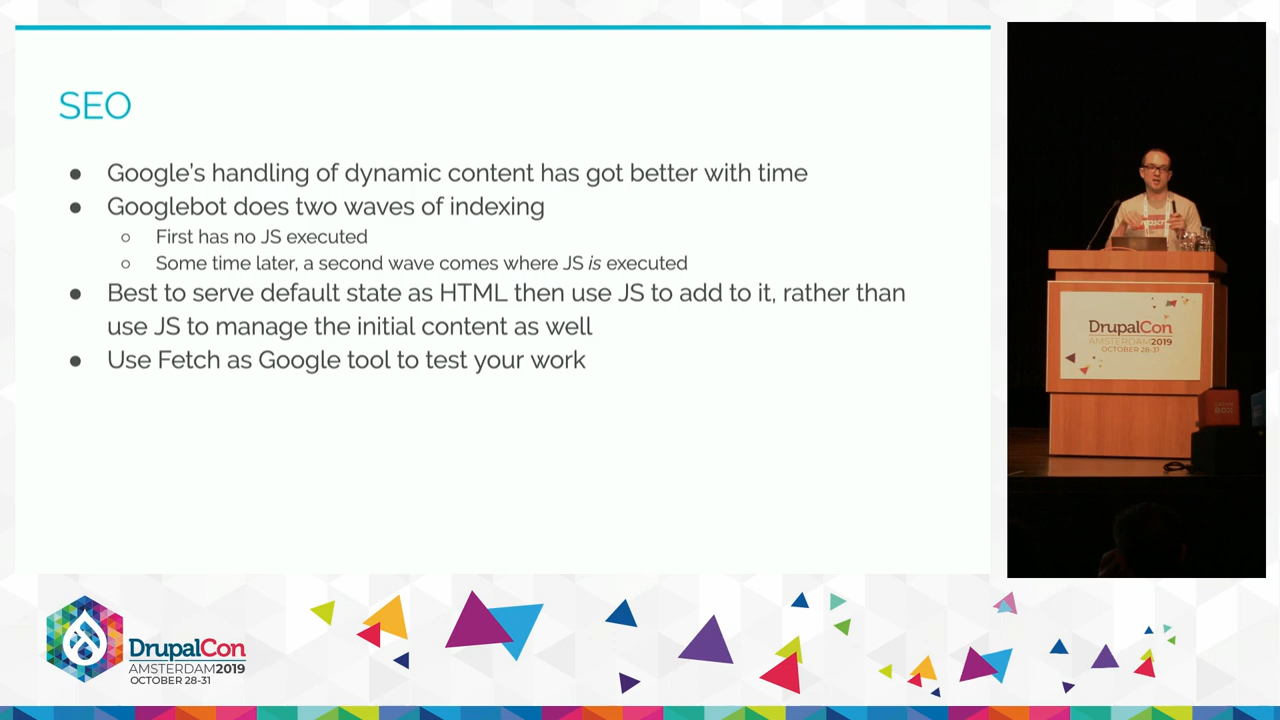 SEO
● Google's handling of dynamic content has got better with time
● Googlebot does two waves of indexing
○ First has no JS executed
○ Some time later, a second wave comes where JS is executed
● Best to serve default state as HTML then use JS to add to it, rather than
use JS to manage the initial content as well
● Use Fetch as Google tool to test your work
DrupalCon
AMSTERDAM2019
OCTOBER 28-31
DrupalCon
AMSTERDAM2019
OCTOBER 28-31